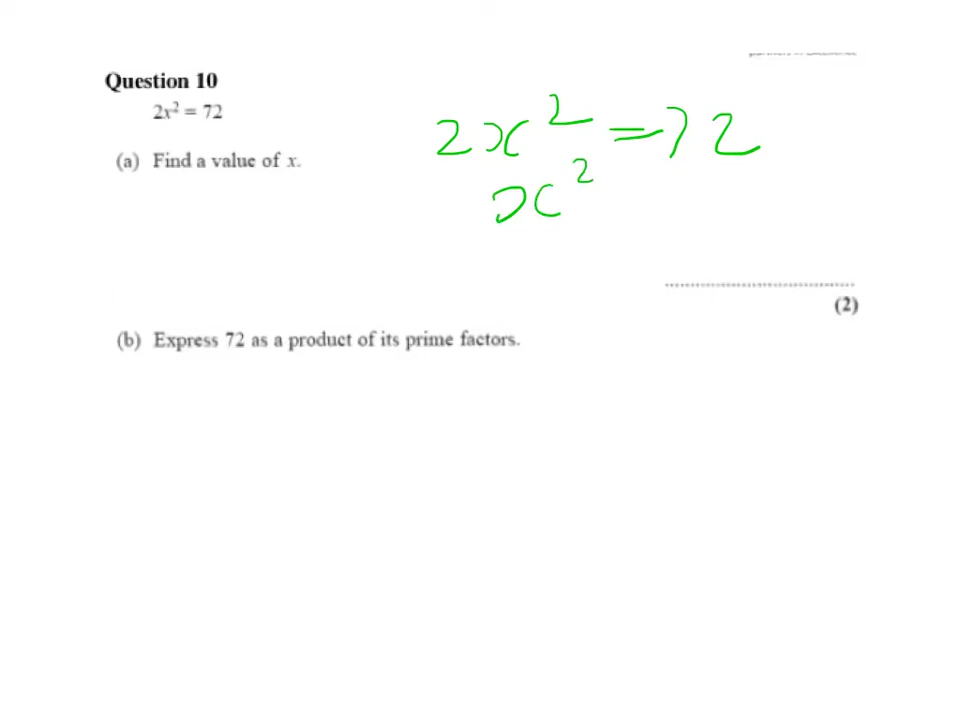 Question 10
2x² = 72
2x² = 72
(a) Find a value of x.
x²
(2)
(b) Express 72 as a product of its prime factors.